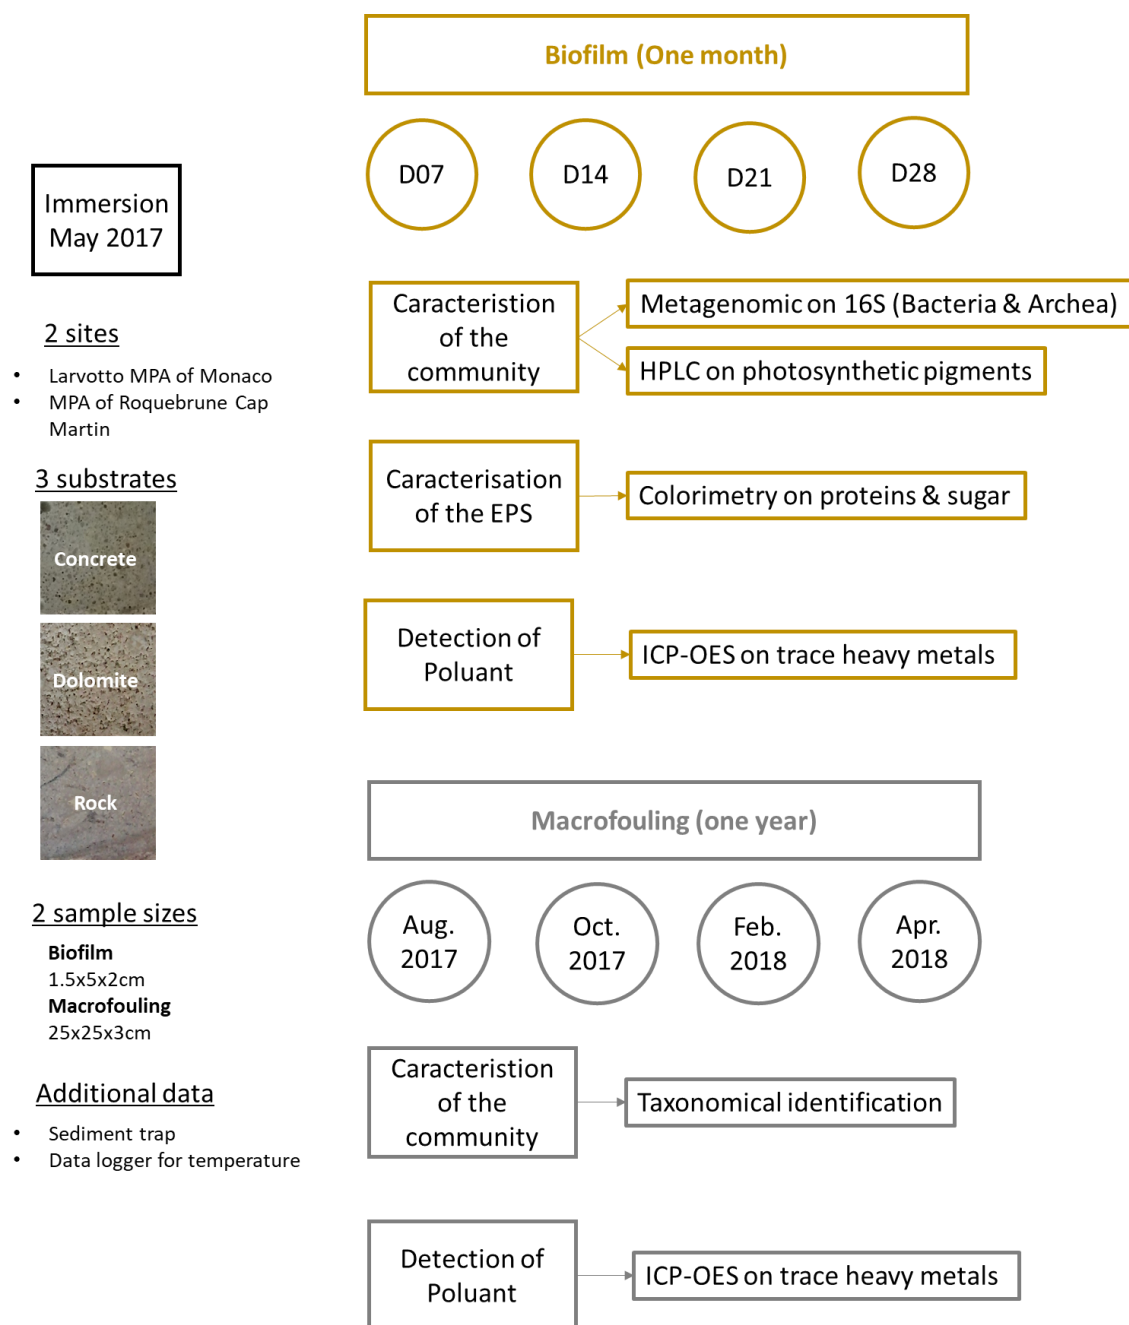 Biofilm (One month)
D07
D14
D21
D28
Immersion
May 2017
2 sites
• Larvotto MPA of Monaco
• MPA of Roquebrune Cap
Martin
3 substrates
Concrete
Dolomite
Rock
2 sample sizes
Biofilm
1.5x5x2cm
Macrofouling
25x25x3cm
Additional data
• Sediment trap
• Data logger for temperature
Caracteristion
of the
community
Metagenomic on 16S (Bacteria & Archea)
HPLC on photosynthetic pigments
Caracterisation
of the EPS
Colorimetry on proteins & sugar
Detection of
Poluant
ICP-OES on trace heavy metals
Macrofouling (one year)
Aug.
2017
Oct.
2017
Feb.
2018
Apr.
2018
Caracteristion
of the
community
Taxonomical identification
Detection of
Poluant
ICP-OES on trace heavy metals